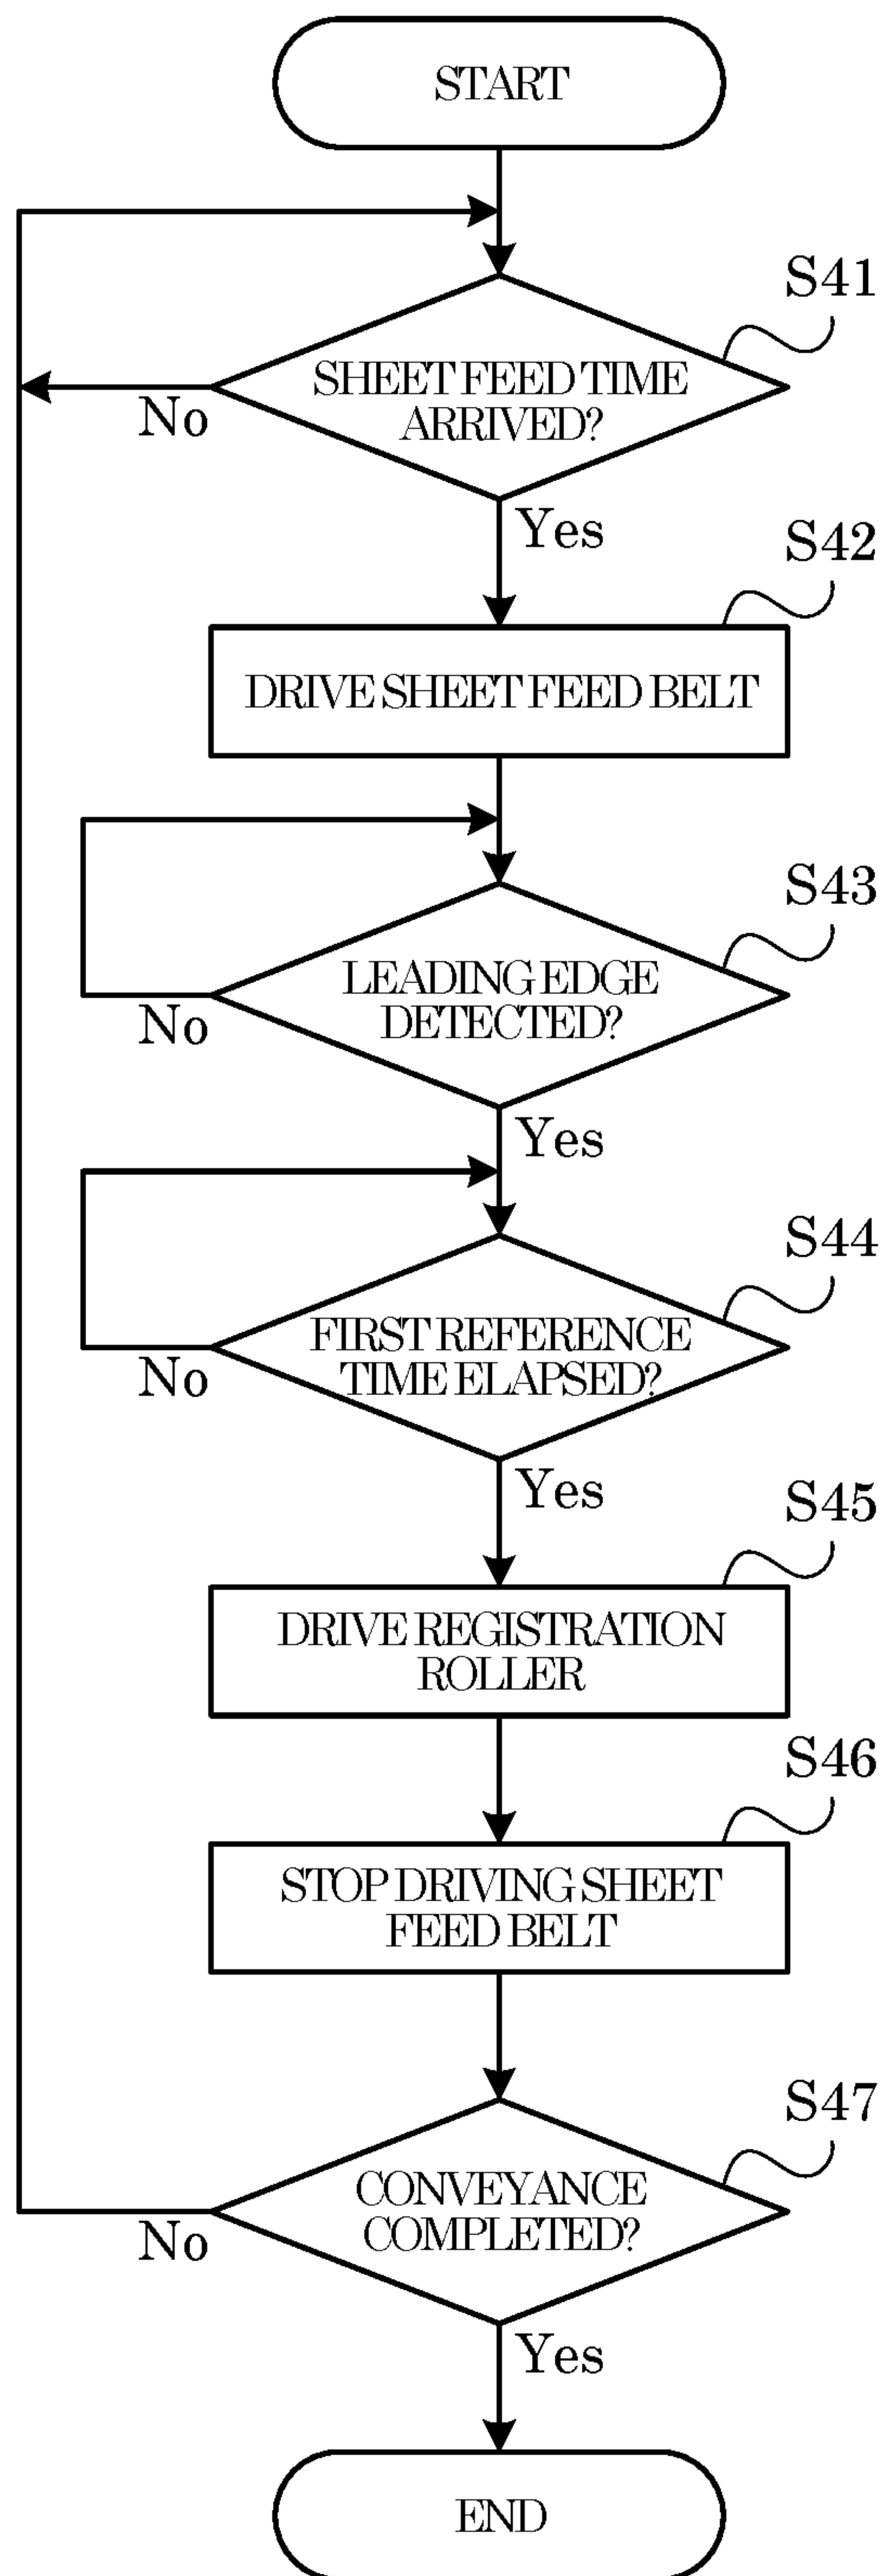 START
S41
SHEET FEED TIME
ARRIVED?
No
Yes
S42
DRIVE SHEET FEED BELT
S43
LEADING EDGE
DETECTED?
No
Yes
S44
FIRST REFERENCE
TIME ELAPSED?
No
Yes
S45
DRIVE REGISTRATION
ROLLER
S46
STOP DRIVING SHEET
FEED BELT
S47
CONVEYANCE
COMPLETED?
No
Yes
END